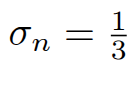 σₙ = 1/3